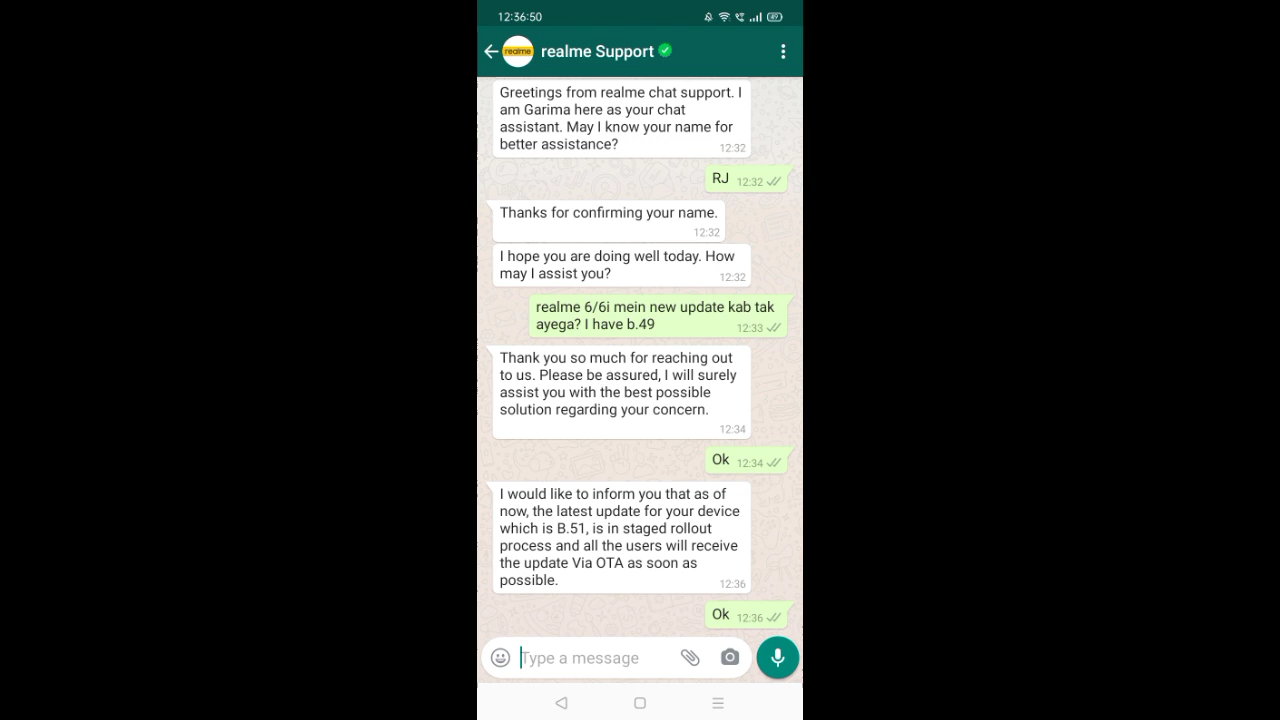 12:36:50
87
realme
realme Support
Greetings from realme chat support. I
am Garima here as your chat
assistant. May I know your name for
better assistance?
12:32
RJ 12:32
Thanks for confirming your name.
12:32
I hope you are doing well today. How
may I assist you?
12:32
realme 6/6i mein new update kab tak
ayega? I have b.49
12:33
Thank you so much for reaching out
to us. Please be assured, I will surely
assist you with the best possible
solution regarding your concern.
12:34
Ok 12:34
I would like to inform you that as of
now, the latest update for your device
which is B.51, is in staged rollout
process and all the users will receive
the update Via OTA as soon as
possible.
12:36
Ok 12:36
Type a message